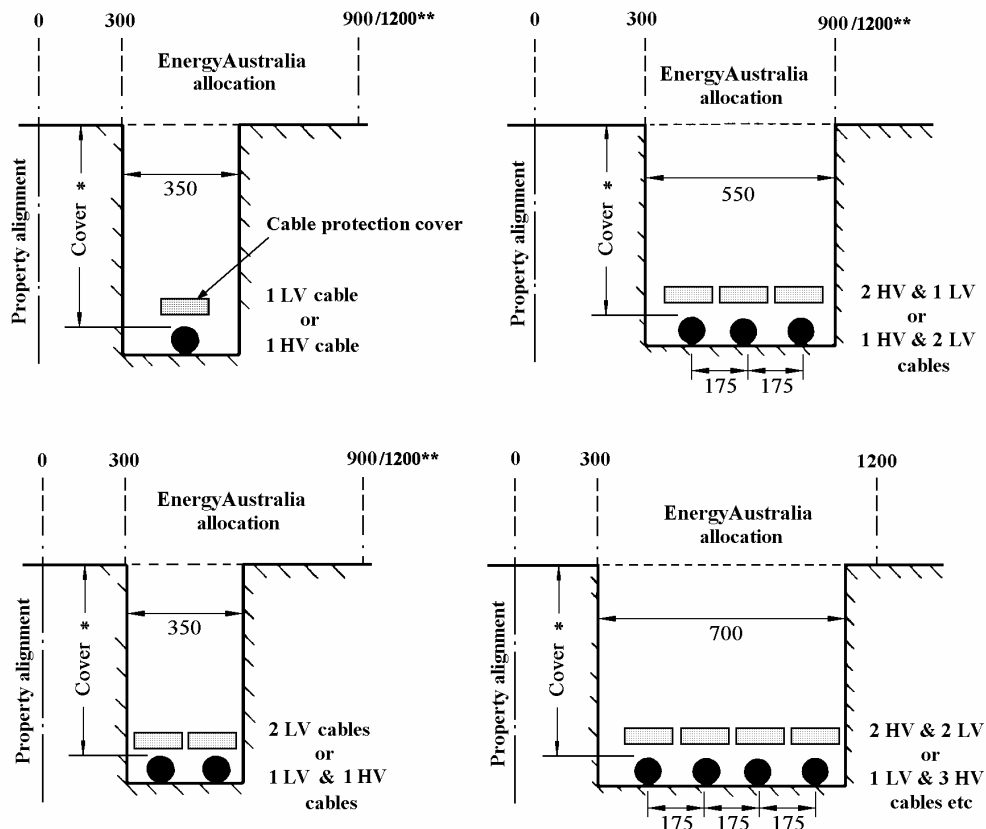 0
300
900/1200**
EnergyAustralia
allocation
Property alignment
Cover *
350
Cable protection cover
1 LV cable
or
1 HV cable
0
300
900/1200**
EnergyAustralia
allocation
Property alignment
Cover *
550
2 HV & 1 LV
or
1 HV & 2 LV
cables
175
175
0
300
900/1200**
EnergyAustralia
allocation
Property alignment
Cover *
350
2 LV cables
or
1 LV & 1 HV
cables
0
300
1200
EnergyAustralia
allocation
Property alignment
Cover *
700
2 HV & 2 LV
or
1 LV & 3 HV
cables etc
175
175
175